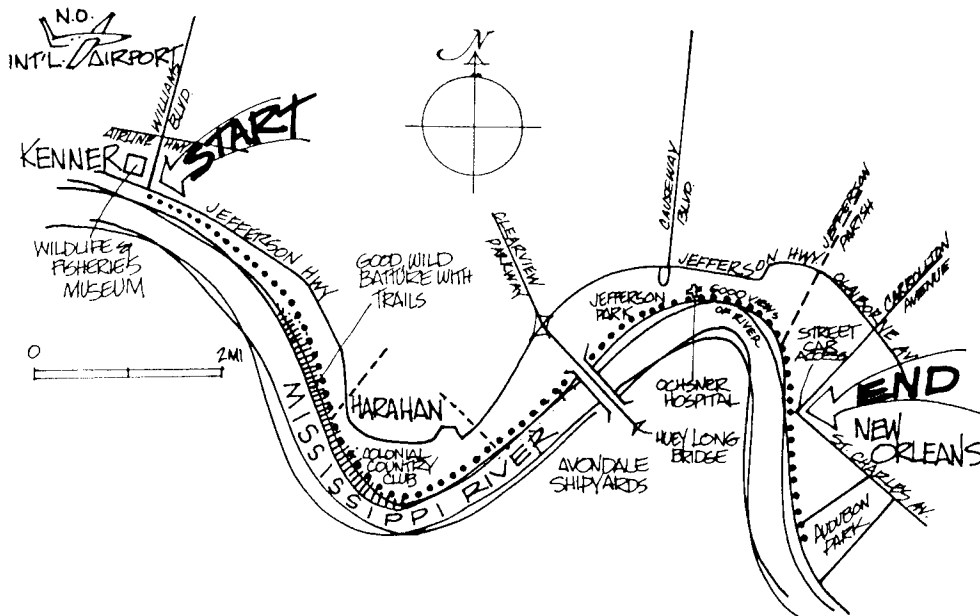 N.O.
INT'L. AIRPORT
WILLIAMS
BLVD.
AIRLINE HWY
START
KENNER
WILDLIFE &
FISHERIES
MUSEUM
JEFFERSON HWY
GOOD WILD
BATTURE WITH
TRAILS
N
CLEARVIEW
PARKWAY
CAUSEWAY
BLVD.
JEFFERSON HWY
JEFFERSON
PARISH
CLAIBORNE AV.
CARROLLTON
AVENUE
JEFFERSON
PARK
GOOD VIEWS
OF RIVER
STREET
CAR
ACCESS
0 2MI
HARAHAN
COLONIAL
COUNTRY
CLUB
MISSISSIPPI RIVER
AVONDALE
SHIPYARDS
OCHSNER
HOSPITAL
HUEY LONG
BRIDGE
END
NEW
ORLEANS
ST. CHARLES AV.
AUDUBON
PARK